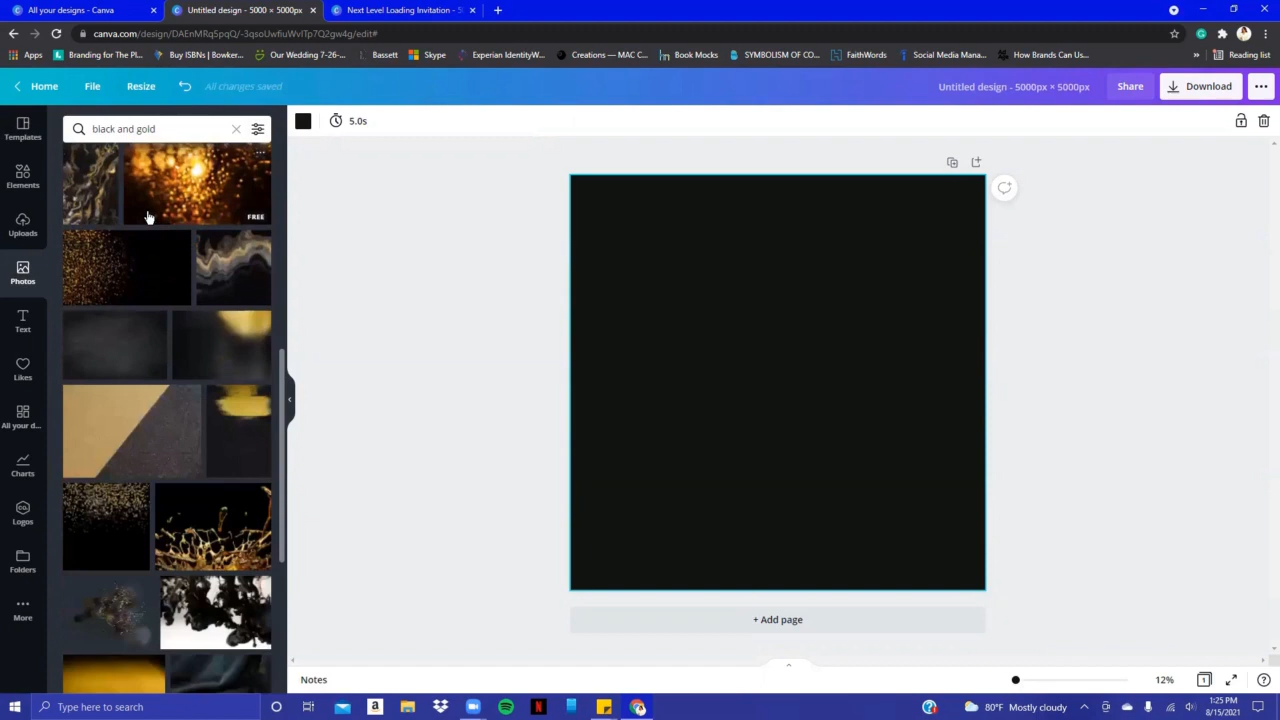 All your designs - Canva
Untitled design - 5000 × 5000px
Next Level Loading Invitation - 5
canva.com/design/DAEnMRq5pqQ/-3qsoUwfiuWvITp7Q2gw4g/edit#
Apps
Branding for The Pl...
Buy ISBNs | Bowker...
Our Wedding 7-26-...
Bassett
Skype
Experian IdentityW...
Creations — MAC C...
Book Mocks
SYMBOLISM OF CO...
FaithWords
Social Media Mana...
How Brands Can Us...
»
Reading list
Home
File
Resize
All changes saved
Untitled design - 5000px × 5000px
Share
Download
Templates
Elements
Uploads
Photos
Text
Likes
All your d...
Charts
Logos
Folders
More
black and gold
FREE
5.0s
+ Add page
Notes
12%
1
Type here to search
80°F Mostly cloudy
1:25 PM
8/15/2021